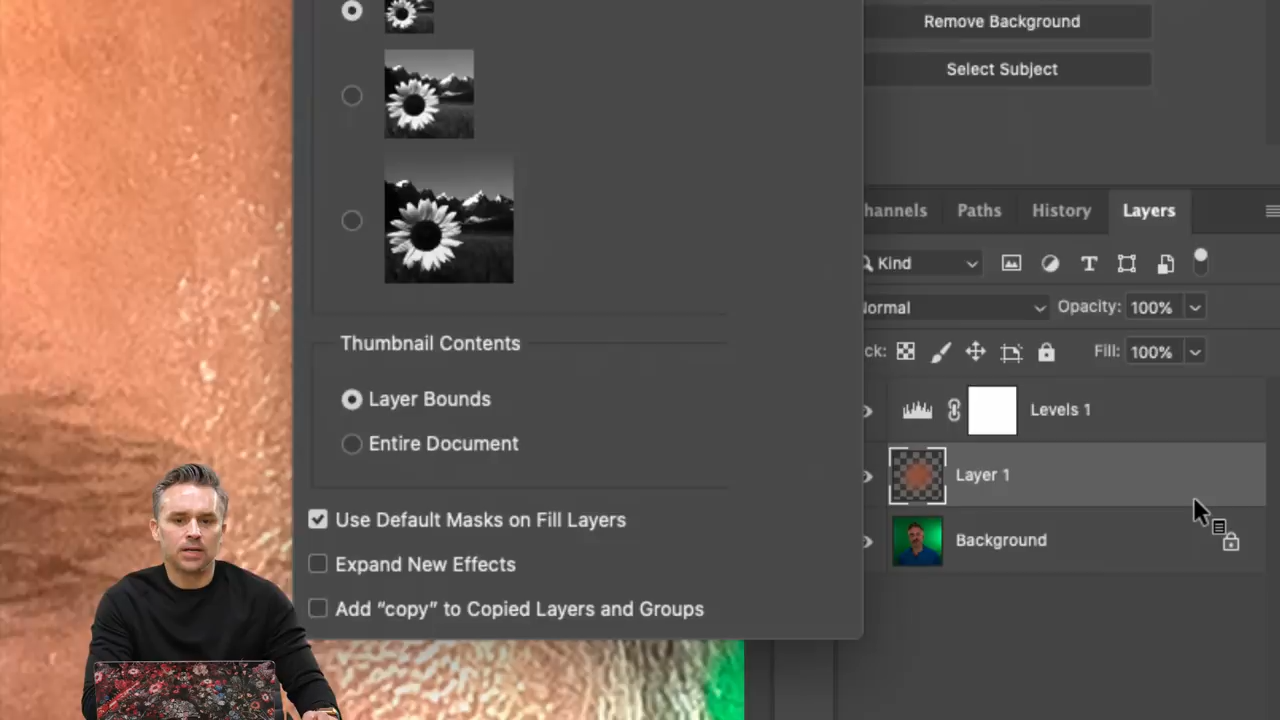 Remove Background
Select Subject
hannels Paths History Layers
Kind
ormal Opacity: 100%
ck: Fill: 100%
Thumbnail Contents
Layer Bounds
Entire Document
Use Default Masks on Fill Layers
Expand New Effects
Add “copy” to Copied Layers and Groups
Levels 1
Layer 1
Background